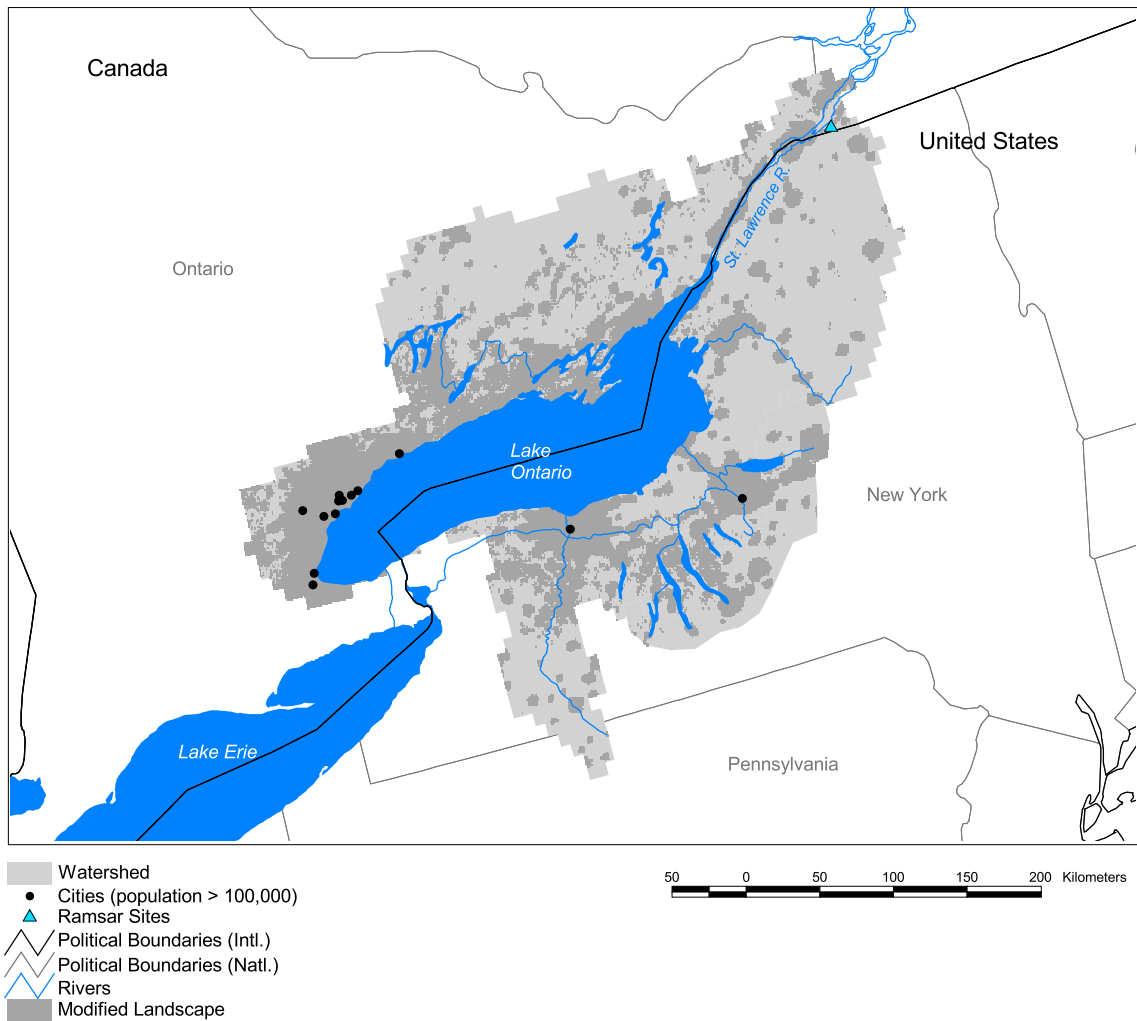 Canada
United States
Ontario
St. Lawrence R.
Lake
Ontario
New York
Lake Erie
Pennsylvania
Watershed
Cities (population > 100,000)
Ramsar Sites
Political Boundaries (Intl.)
Political Boundaries (Natl.)
Rivers
Modified Landscape
50 0 50 100 150 200 Kilometers